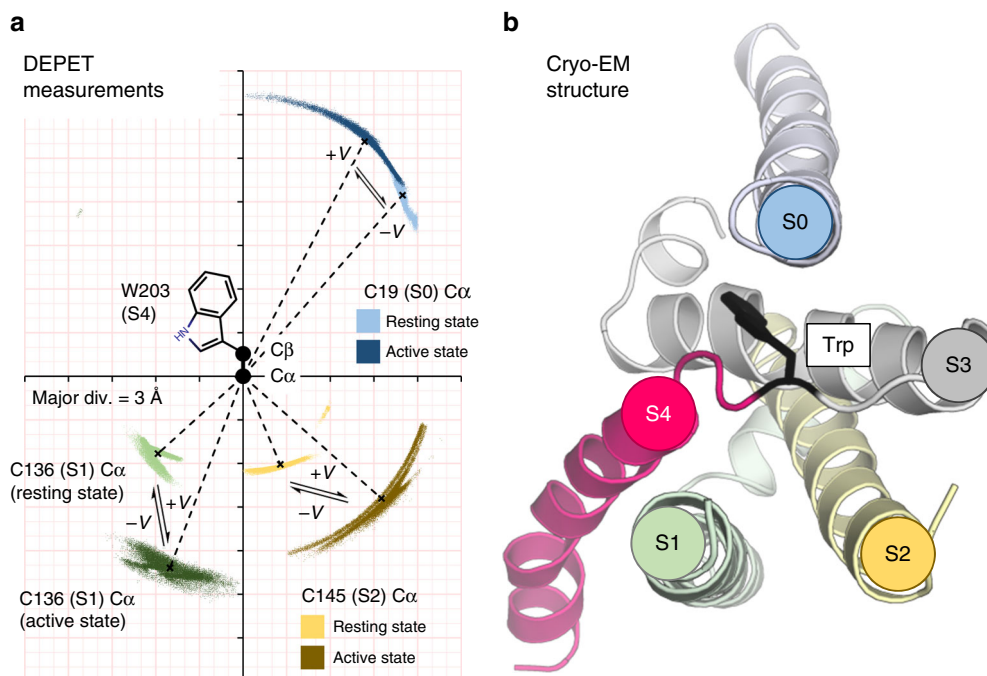 a
DEPET
measurements
+V
−V
W203
(S4)
HN
C19 (S0) Cα
Resting state
Active state
Cβ
Cα
Major div. = 3 Å
C136 (S1) Cα
(resting state)
+V
−V
+V
−V
C136 (S1) Cα
(active state)
C145 (S2) Cα
Resting state
Active state
b
Cryo-EM
structure
S0
Trp
S3
S4
S1
S2